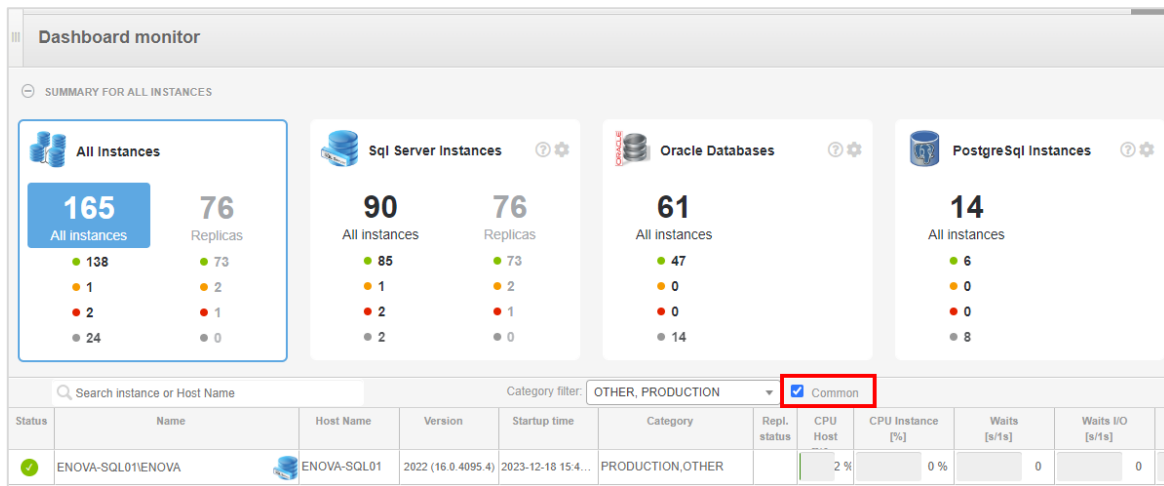 Dashboard monitor
SUMMARY FOR ALL INSTANCES
All Instances
165
All instances
76
Replicas
138
73
1
2
2
1
24
0
Sql Server Instances
90
All instances
76
Replicas
85
73
1
2
2
1
2
0
ORACLE
Oracle Databases
61
All instances
47
0
0
14
PostgreSql Instances
14
All instances
6
0
0
8
Search instance or Host Name
Category filter: OTHER, PRODUCTION
Common
Status Name Host Name Version Startup time Category Repl. status CPU Host CPU Instance [%] Waits [s/1s] Waits I/O [s/1s]
ENOVA-SQL01\ENOVA ENOVA-SQL01 2022 (16.0.4095.4) 2023-12-18 15:4... PRODUCTION,OTHER 2 % 0 % 0 0